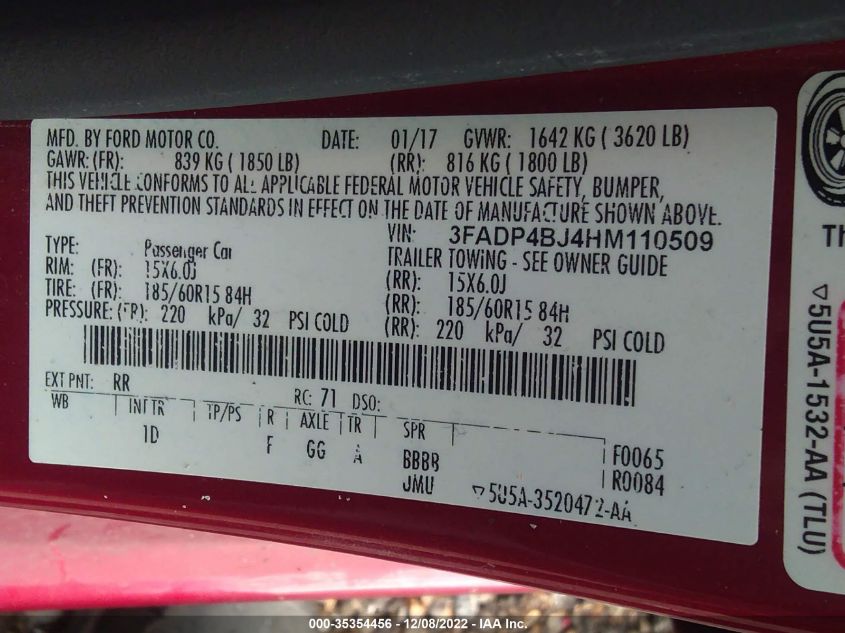 MFD. BY FORD MOTOR CO. DATE: 01/17 GVWR: 1642 KG ( 3620 LB)
GAWR: (FR): 839 KG ( 1850 LB) (RR): 816 KG ( 1800 LB)
THIS VEHICLE CONFORMS TO ALL APPLICABLE FEDERAL MOTOR VEHICLE SAFETY, BUMPER,
AND THEFT PREVENTION STANDARDS IN EFFECT ON THE DATE OF MANUFACTURE SHOWN ABOVE.
VIN: 3FADP4BJ4HM110509
TYPE: Passenger Car TRAILER TOWING - SEE OWNER GUIDE
RIM: (FR): 15X6.0J (RR): 15X6.0J
TIRE: (FR): 185/60R15 84H (RR): 185/60R15 84H
PRESSURE: (FR): 220 kPa/ 32 PSI COLD (RR): 220 kPa/ 32 PSI COLD
EXT PNT: RR RC: 71 DSO:
WB INT TR TP/PS R AXLE TR SPR
1D F GG A BBBB F0065
JMU R0084
5U5A-3520472-AA
Th
5U5A-1532-AA (TLU)
000-35354456 - 12/08/2022 - IAA Inc.